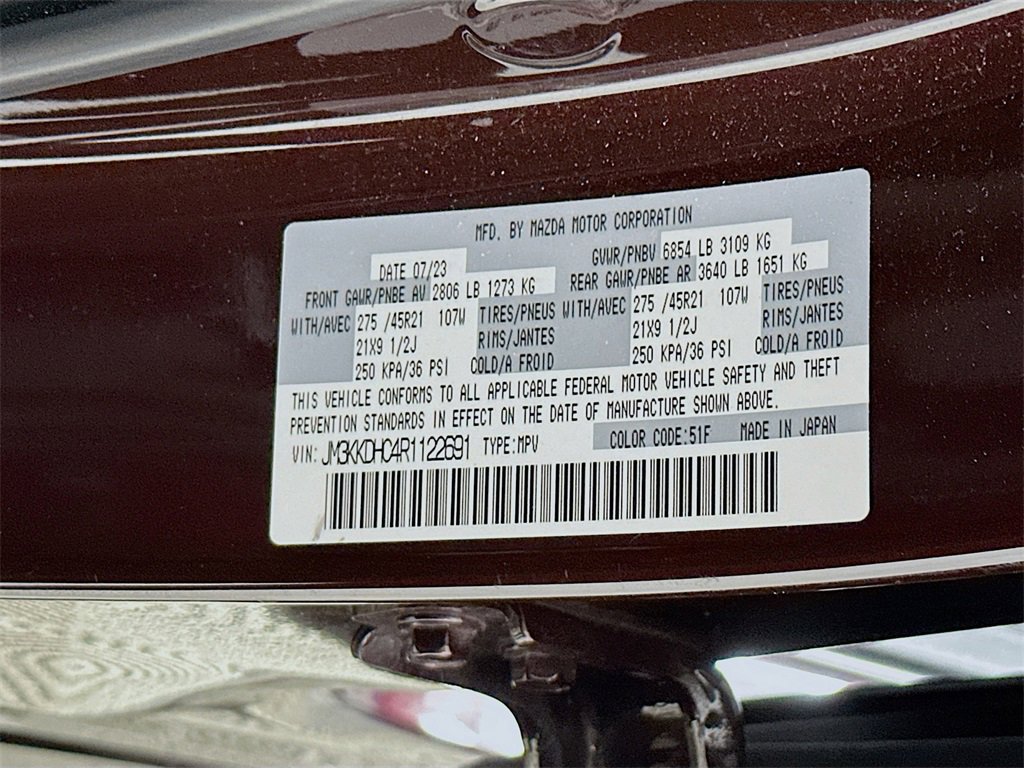 MFD. BY MAZDA MOTOR CORPORATION
DATE 07/23 GVWR/PNBV 6854 LB 3109 KG
FRONT GAWR/PNBE AV 2806 LB 1273 KG REAR GAWR/PNBE AR 3640 LB 1651 KG
WITH/AVEC 275 /45R21 107W TIRES/PNEUS WITH/AVEC 275 /45R21 107W TIRES/PNEUS
21X9 1/2J RIMS/JANTES 21X9 1/2J RIMS/JANTES
250 KPA/36 PSI COLD/A FROID 250 KPA/36 PSI COLD/A FROID
THIS VEHICLE CONFORMS TO ALL APPLICABLE FEDERAL MOTOR VEHICLE SAFETY AND THEFT
PREVENTION STANDARDS IN EFFECT ON THE DATE OF MANUFACTURE SHOWN ABOVE.
VIN: JM3KKDHC4R1122691 TYPE:MPV COLOR CODE:51F MADE IN JAPAN